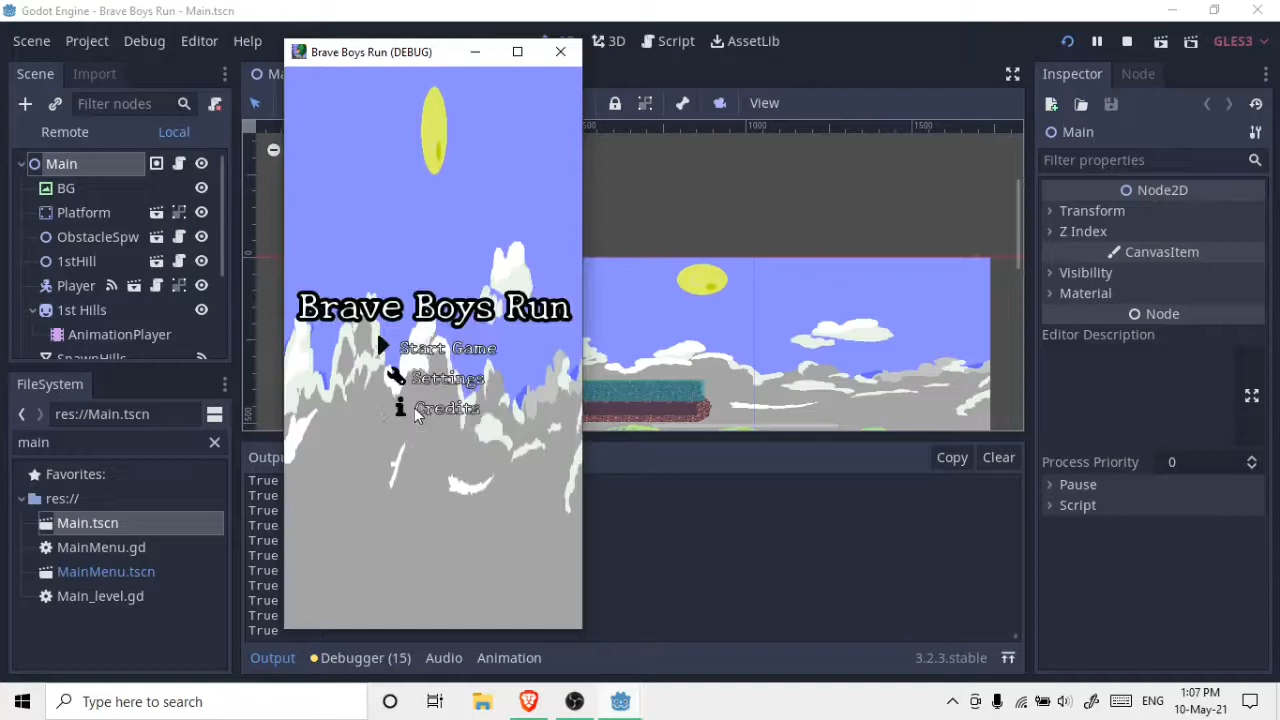 Godot Engine - Brave Boys Run - Main.tscn
Scene Project Debug Editor Help
3D Script AssetLib
GLES3
Brave Boys Run (DEBUG)
Scene Import
Filter nodes
Remote Local
Main
BG
Platform
ObstacleSpw
1stHill
Player
1st Hills
AnimationPlayer
SpawnHills
FileSystem
res://Main.tscn
main
Favorites:
res://
Main.tscn
MainMenu.gd
MainMenu.tscn
Main_level.gd
View
500 1000 1500
500
Brave Boys Run
Start Game
Settings
Credits
Copy Clear
True
True
True
True
True
True
True
True
True
True
True
Output Debugger (15) Audio Animation 3.2.3.stable
Inspector Node
Main
Filter properties
Node2D
Transform
Z Index
CanvasItem
Visibility
Material
Node
Editor Description
Process Priority 0
Pause
Script
Type here to search
ENG
1:07 PM
10-May-21